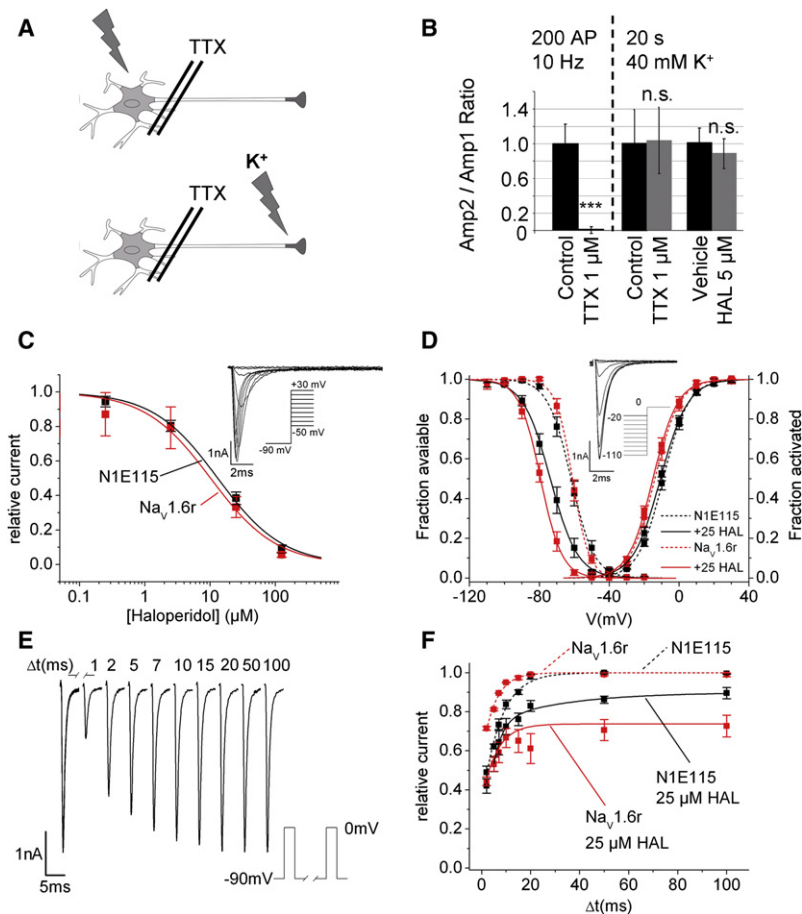 A
TTX
K⁺
TTX
B
200 AP
10 Hz
20 s
40 mM K⁺
Amp2 / Amp1 Ratio
1.4
1.2
1.0
0.8
0.6
0.4
0.2
0
***
n.s.
n.s.
Control
TTX 1 µM
Control
TTX 1 µM
Vehicle
HAL 5 µM
C
relative current
1.0
0.8
0.6
0.4
0.2
0.0
0.1
1
10
100
[Haloperidol] (µM)
N1E115
Naᵥ1.6r
1nA
2ms
+30 mV
-50 mV
-90mV
D
Fraction avaiable
1.0
0.8
0.6
0.4
0.2
0.0
-120
-80
-40
0
40
V(mV)
1.0
0.8
0.6
0.4
0.2
0.0
Fraction activated
1nA
2ms
0
-20
-110
N1E115
+25 HAL
Naᵥ1.6r
+25 HAL
E
Δt(ms) 1 2 5 7 10 15 20 50 100
1nA
5ms
-90mV
0mV
F
relative current
1.0
0.8
0.6
0.4
0.2
0.0
0
20
40
60
80
100
Δt(ms)
Naᵥ1.6r
N1E115
N1E115
25 µM HAL
Naᵥ1.6r
25 µM HAL